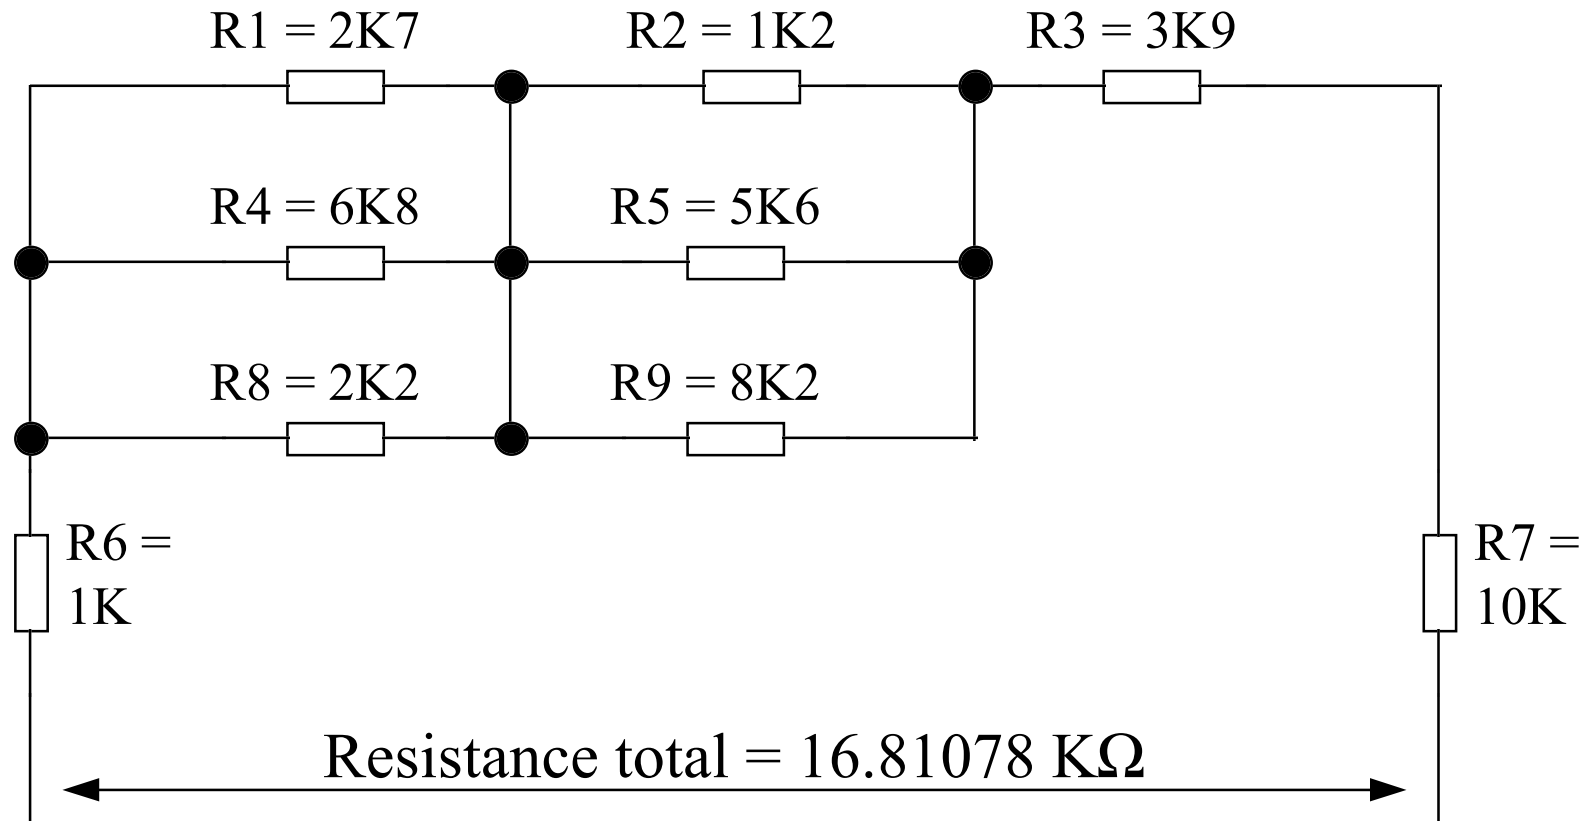 R1 = 2K7
R2 = 1K2
R3 = 3K9
R4 = 6K8
R5 = 5K6
R8 = 2K2
R9 = 8K2
R6 =
1K
R7 =
10K
Resistance total = 16.81078 KΩ